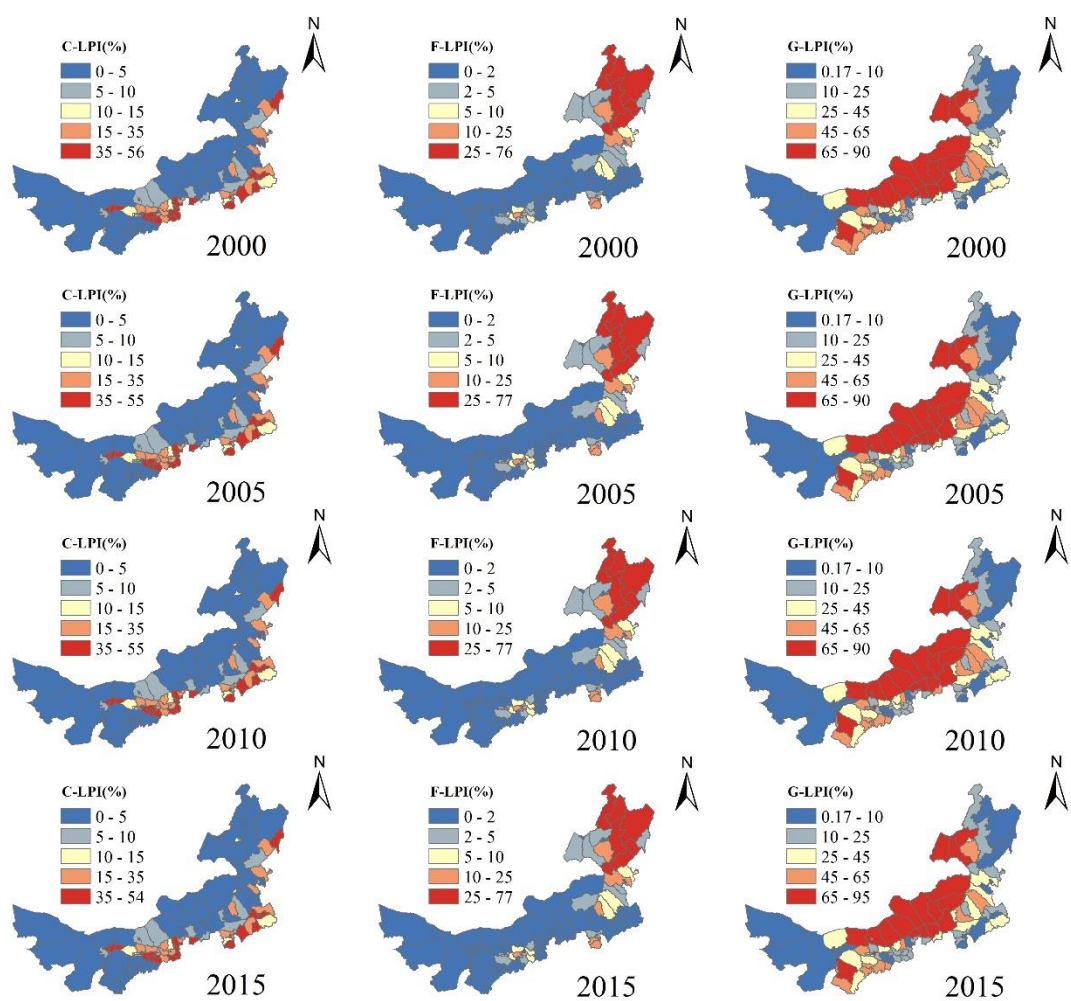 N
C-LPI(%)
0 - 5
5 - 10
10 - 15
15 - 35
35 - 56
2000
N
F-LPI(%)
0 - 2
2 - 5
5 - 10
10 - 25
25 - 76
2000
N
G-LPI(%)
0.17 - 10
10 - 25
25 - 45
45 - 65
65 - 90
2000
N
C-LPI(%)
0 - 5
5 - 10
10 - 15
15 - 35
35 - 55
2005
N
F-LPI(%)
0 - 2
2 - 5
5 - 10
10 - 25
25 - 77
2005
N
G-LPI(%)
0.17 - 10
10 - 25
25 - 45
45 - 65
65 - 90
2005
N
C-LPI(%)
0 - 5
5 - 10
10 - 15
15 - 35
35 - 55
2010
N
F-LPI(%)
0 - 2
2 - 5
5 - 10
10 - 25
25 - 77
2010
N
G-LPI(%)
0.17 - 10
10 - 25
25 - 45
45 - 65
65 - 90
2010
N
C-LPI(%)
0 - 5
5 - 10
10 - 15
15 - 35
35 - 54
2015
N
F-LPI(%)
0 - 2
2 - 5
5 - 10
10 - 25
25 - 77
2015
N
G-LPI(%)
0.17 - 10
10 - 25
25 - 45
45 - 65
65 - 95
2015